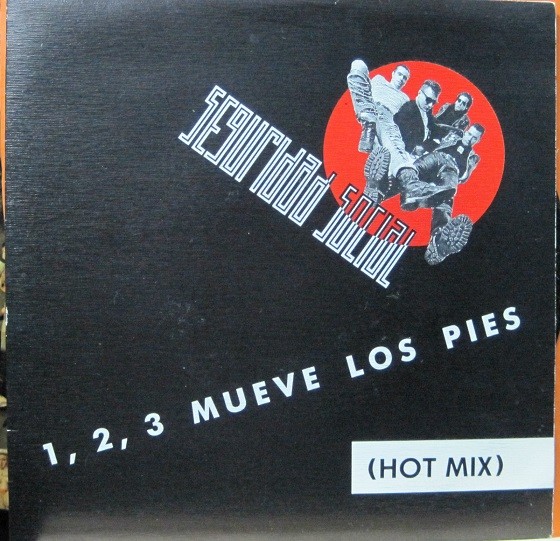 SEGURIDAD SOCIAL
1, 2, 3 MUEVE LOS PIES
(HOT MIX)